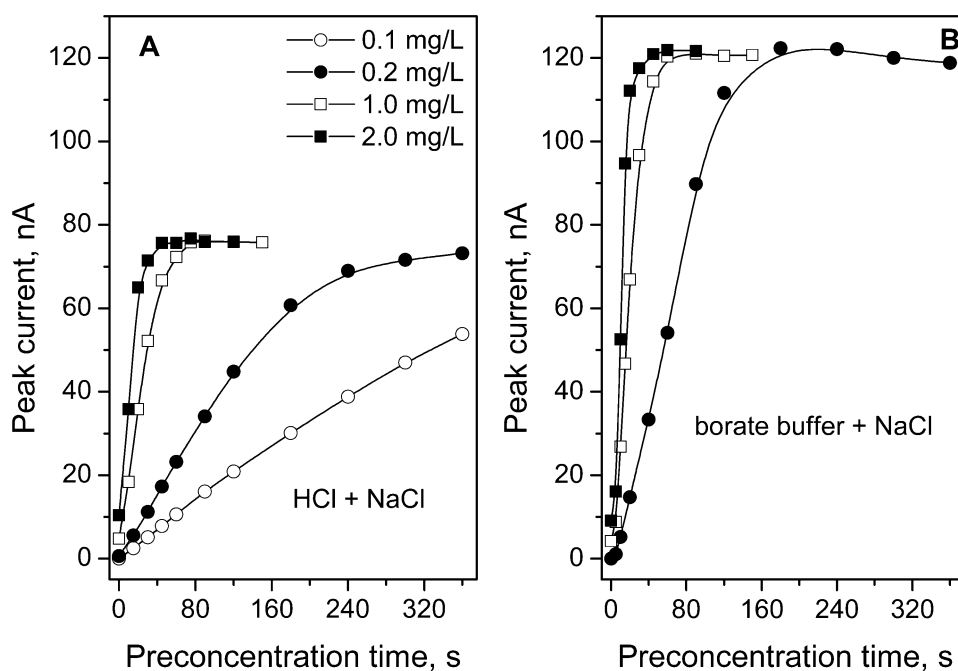 A
0.1 mg/L
0.2 mg/L
1.0 mg/L
2.0 mg/L
HCl + NaCl
Peak current, nA
120
100
80
60
40
20
0
0 80 160 240 320
Preconcentration time, s
B
borate buffer + NaCl
Peak current, nA
120
100
80
60
40
20
0
0 80 160 240 320
Preconcentration time, s